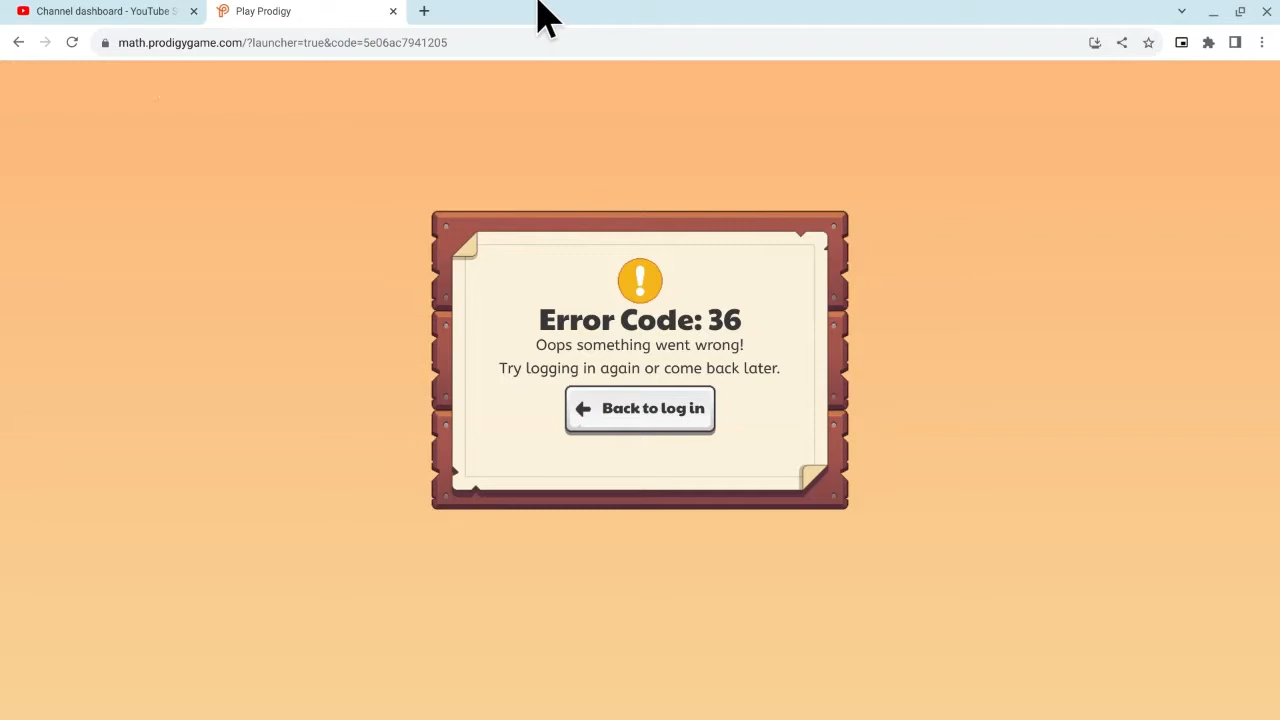 Channel dashboard - YouTube S
Play Prodigy
math.prodigygame.com/?launcher=true&code=5e06ac7941205
Error Code: 36
Oops something went wrong!
Try logging in again or come back later.
Back to log in